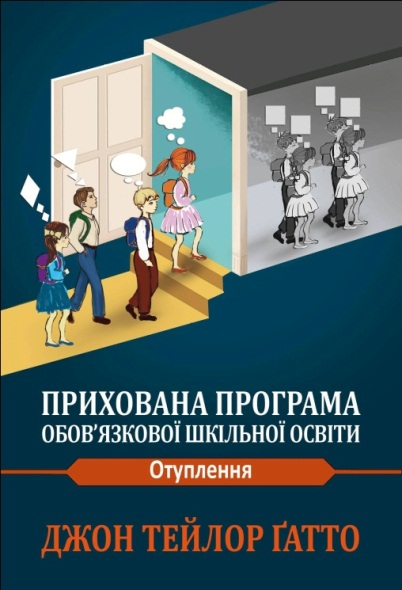 ПРИХОВАНА ПРОГРАМА
ОБОВ'ЯЗКОВОЇ ШКІЛЬНОЇ ОСВІТИ
Отуплення
ДЖОН ТЕЙЛОР ҐАТТО